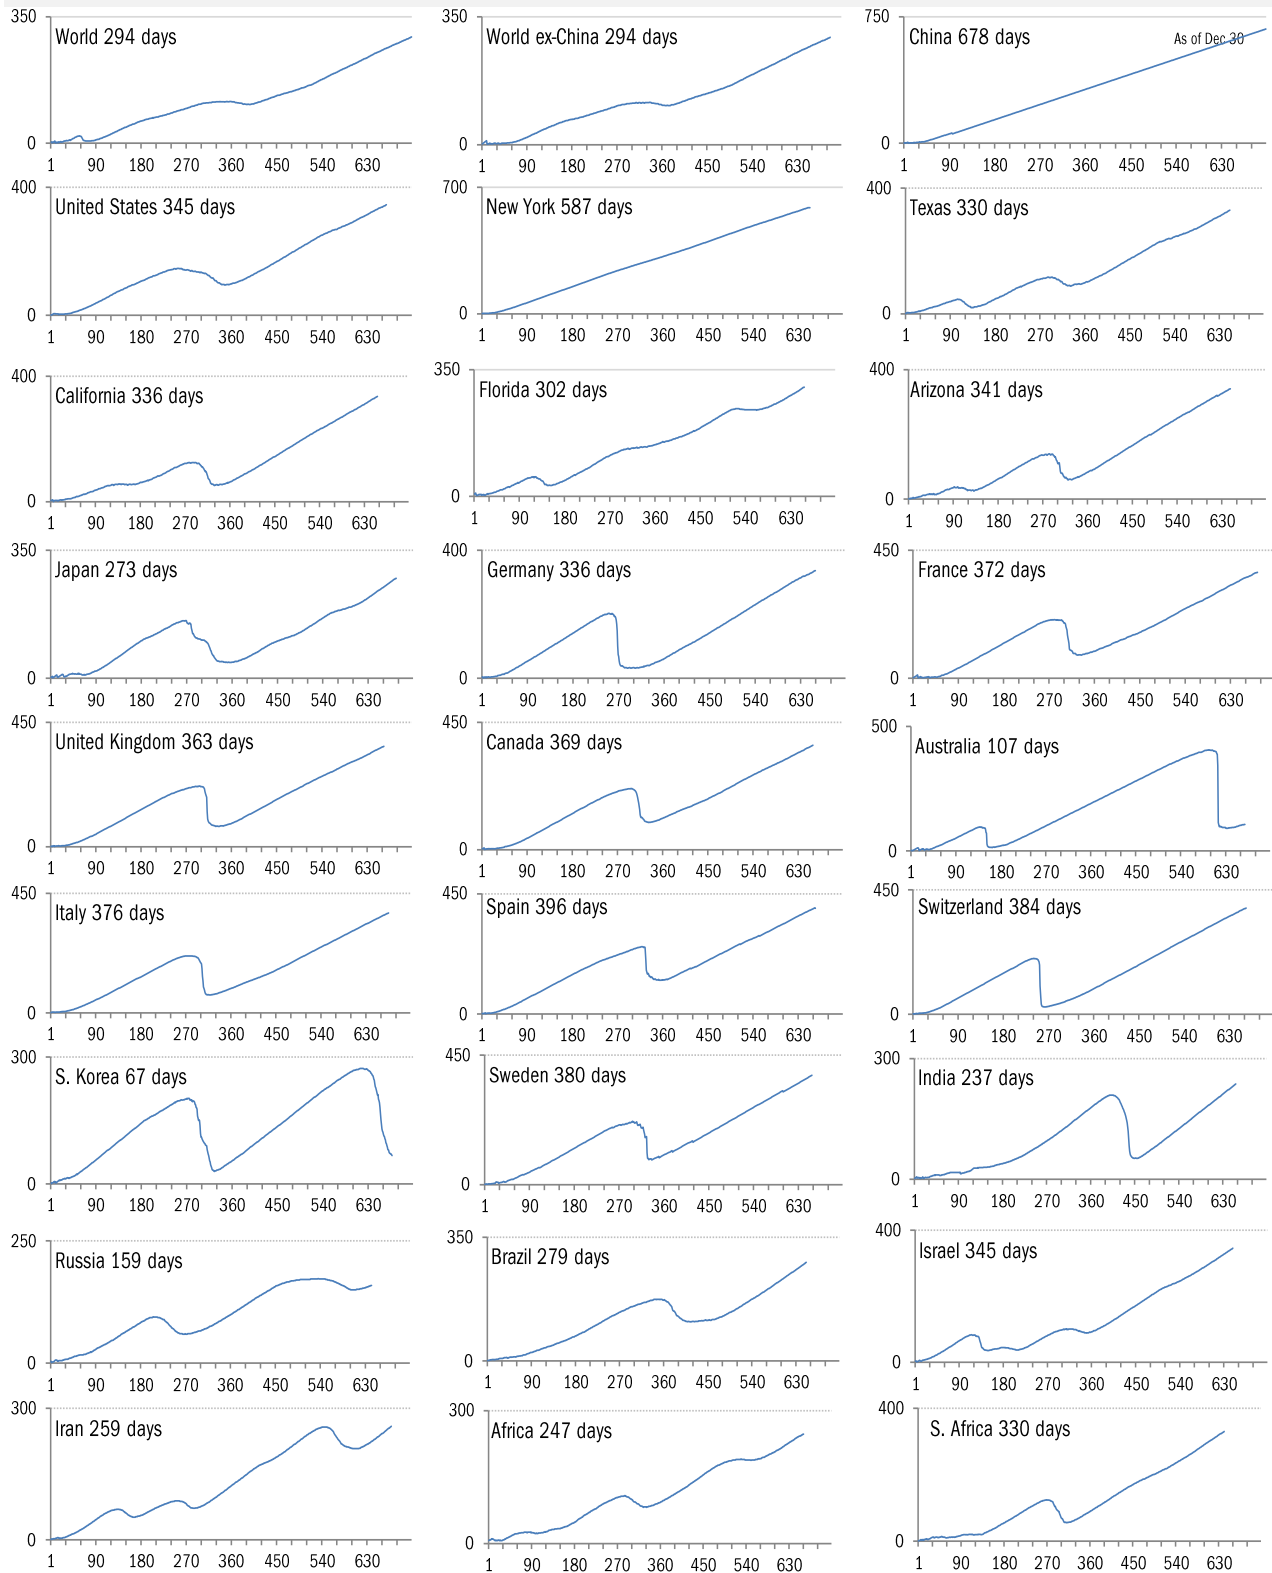 350
World 294 days
0
1 90 180 270 360 450 540 630
350
World ex-China 294 days
0
1 90 180 270 360 450 540 630
750
China 678 days
As of Dec 30
0
1 90 180 270 360 450 540 630
400
United States 345 days
0
1 90 180 270 360 450 540 630
700
New York 587 days
0
1 90 180 270 360 450 540 630
400
Texas 330 days
0
1 90 180 270 360 450 540 630
400
California 336 days
0
1 90 180 270 360 450 540 630
350
Florida 302 days
0
1 90 180 270 360 450 540 630
400
Arizona 341 days
0
1 90 180 270 360 450 540 630
350
Japan 273 days
0
1 90 180 270 360 450 540 630
400
Germany 336 days
0
1 90 180 270 360 450 540 630
450
France 372 days
0
1 90 180 270 360 450 540 630
450
United Kingdom 363 days
0
1 90 180 270 360 450 540 630
450
Canada 369 days
0
1 90 180 270 360 450 540 630
500
Australia 107 days
0
1 90 180 270 360 450 540 630
450
Italy 376 days
0
1 90 180 270 360 450 540 630
450
Spain 396 days
0
1 90 180 270 360 450 540 630
450
Switzerland 384 days
0
1 90 180 270 360 450 540 630
300
S. Korea 67 days
0
1 90 180 270 360 450 540 630
450
Sweden 380 days
0
1 90 180 270 360 450 540 630
300
India 237 days
0
1 90 180 270 360 450 540 630
250
Russia 159 days
0
1 90 180 270 360 450 540 630
350
Brazil 279 days
0
1 90 180 270 360 450 540 630
400
Israel 345 days
0
1 90 180 270 360 450 540 630
300
Iran 259 days
0
1 90 180 270 360 450 540 630
300
Africa 247 days
0
1 90 180 270 360 450 540 630
400
S. Africa 330 days
0
1 90 180 270 360 450 540 630